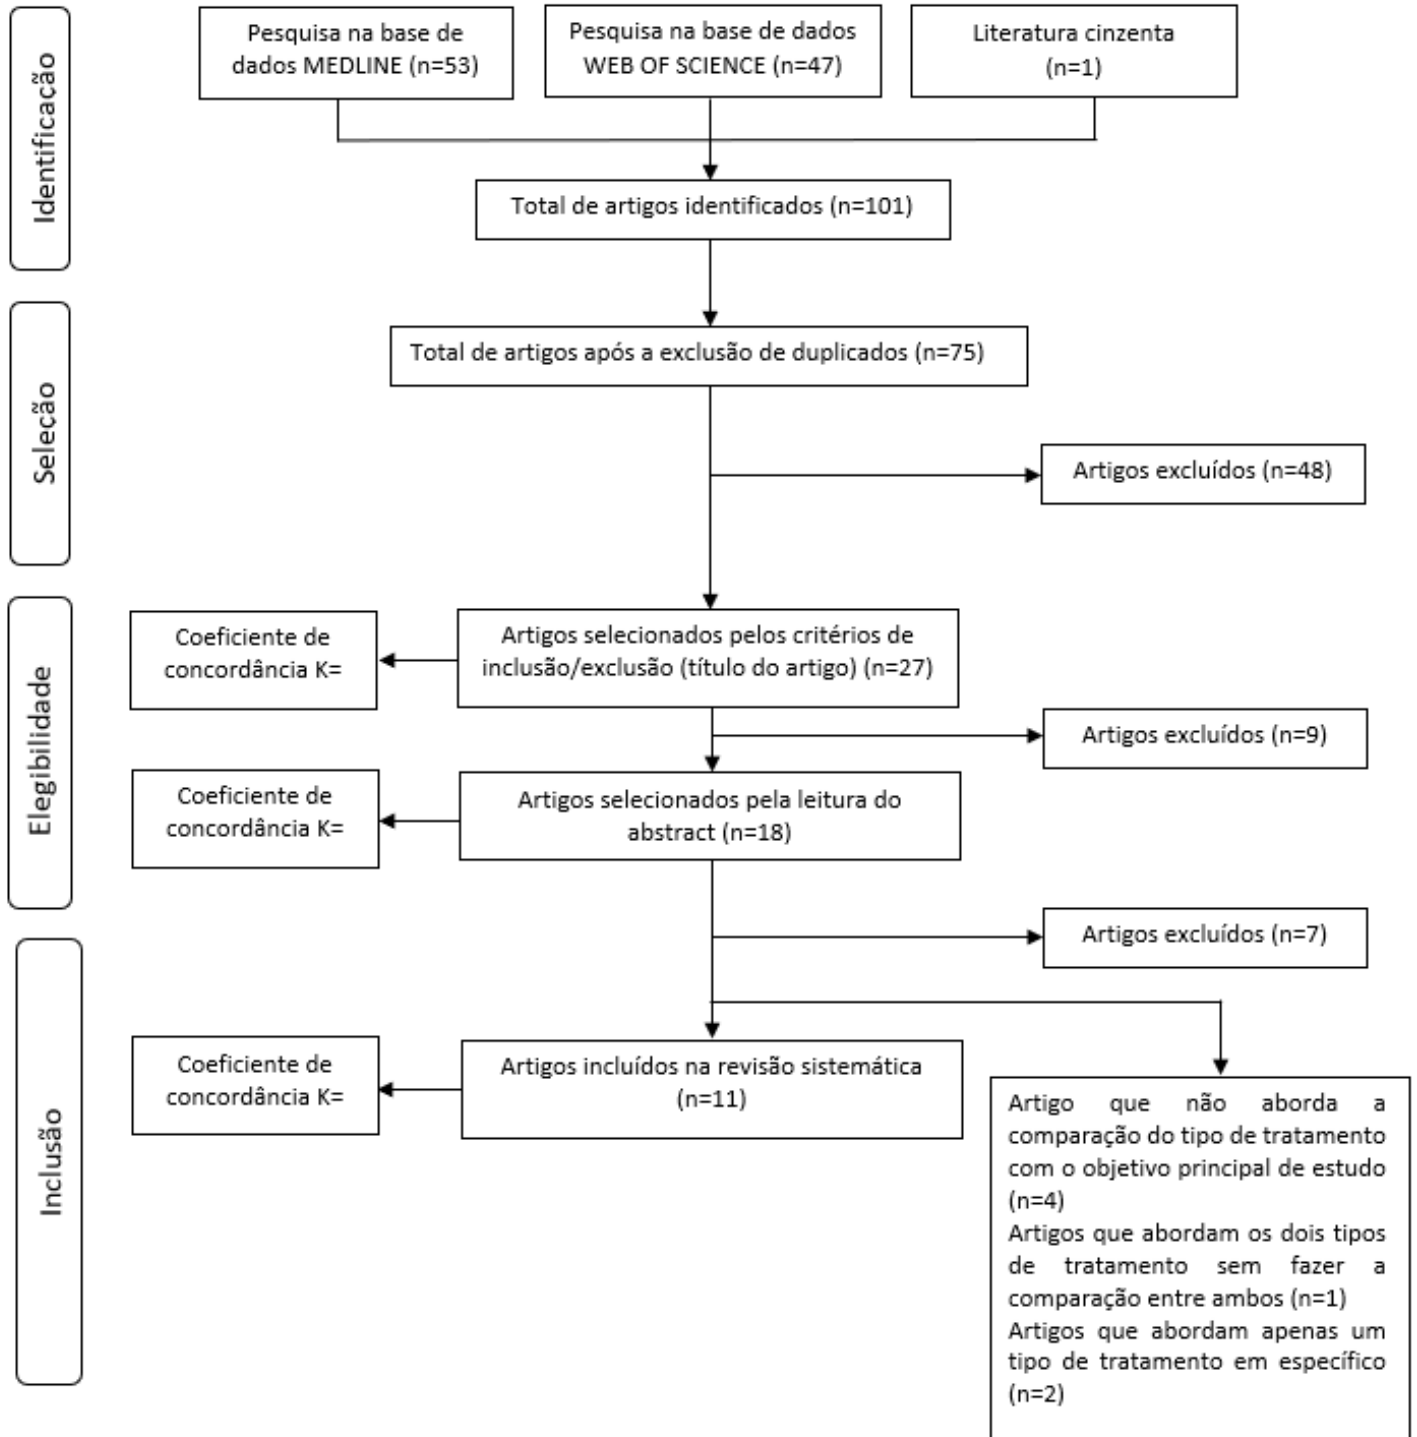 Identificação
Pesquisa na base de
dados MEDLINE (n=53)
Pesquisa na base de dados
WEB OF SCIENCE (n=47)
Literatura cinzenta
(n=1)
Total de artigos identificados (n=101)
Seleção
Total de artigos após a exclusão de duplicados (n=75)
Artigos excluídos (n=48)
Elegibilidade
Coeficiente de
concordância K=
Artigos selecionados pelos critérios de
inclusão/exclusão (título do artigo) (n=27)
Artigos excluídos (n=9)
Coeficiente de
concordância K=
Artigos selecionados pela leitura do
abstract (n=18)
Artigos excluídos (n=7)
Inclusão
Coeficiente de
concordância K=
Artigos incluídos na revisão sistemática
(n=11)
Artigo que não aborda a
comparação do tipo de tratamento
com o objetivo principal de estudo
(n=4)
Artigos que abordam os dois tipos
de tratamento sem fazer a
comparação entre ambos (n=1)
Artigos que abordam apenas um
tipo de tratamento em específico
(n=2)